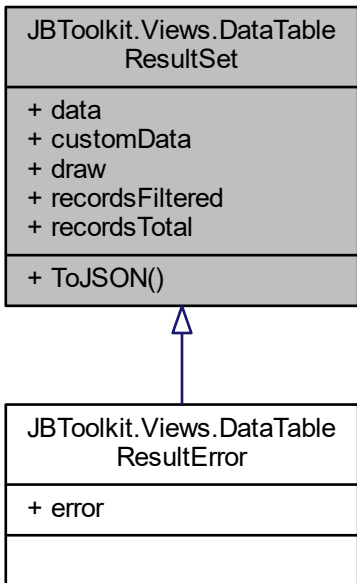 JBToolkit.Views.DataTable
ResultSet
+ data
+ customData
+ draw
+ recordsFiltered
+ recordsTotal
+ ToJSON()
JBToolkit.Views.DataTable
ResultError
+ error